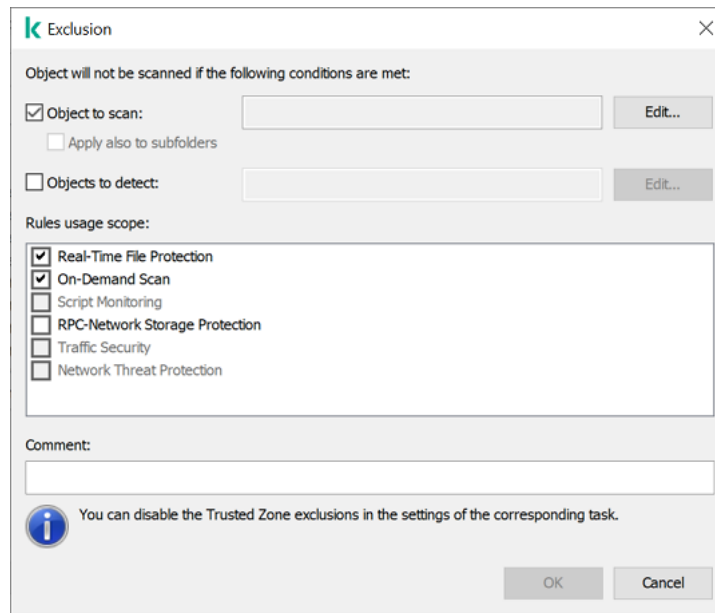 Exclusion
Object will not be scanned if the following conditions are met:
Object to scan:
Edit...
Apply also to subfolders
Objects to detect:
Edit...
Rules usage scope:
Real-Time File Protection
On-Demand Scan
Script Monitoring
RPC-Network Storage Protection
Traffic Security
Network Threat Protection
Comment:
You can disable the Trusted Zone exclusions in the settings of the corresponding task.
OK
Cancel